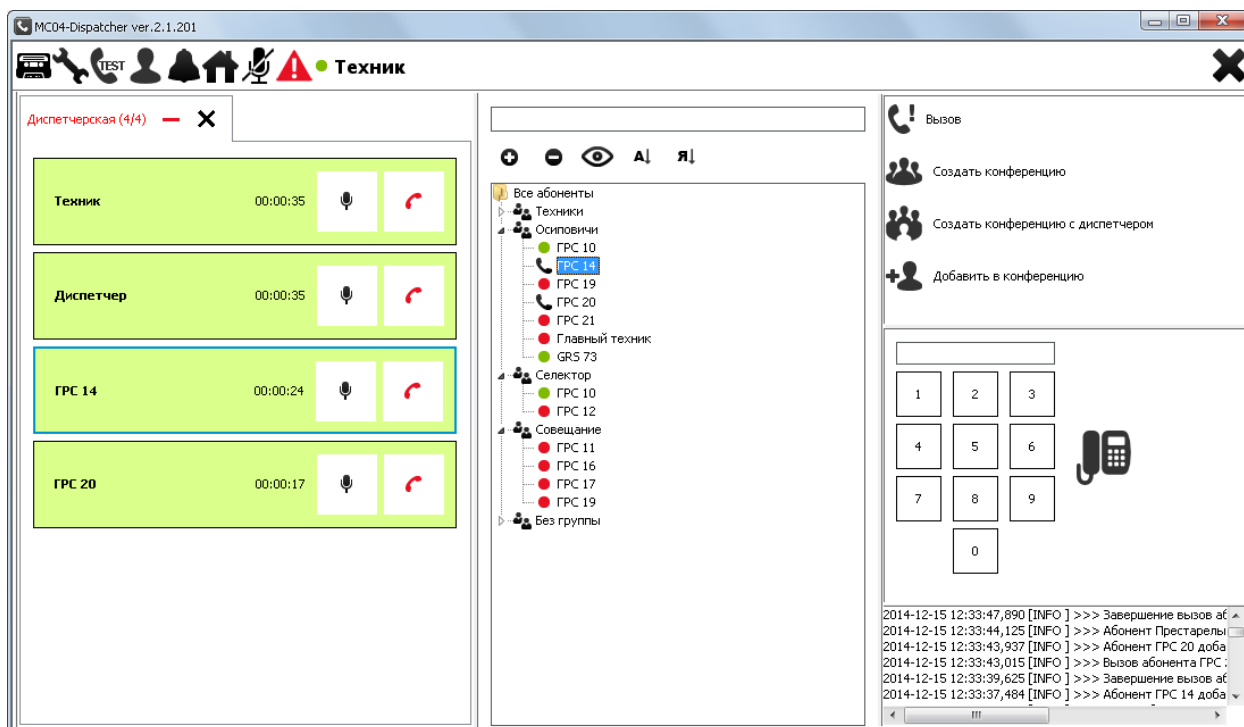 MC04-Dispatcher ver.2.1.201
TEST
Техник
Диспетчерская (4/4)
Техник 00:00:35
Диспетчер 00:00:35
ГРС 14 00:00:24
ГРС 20 00:00:17
А↓ Я↓
Все абоненты
Техники
Осиповичи
ГРС 10
ГРС 14
ГРС 19
ГРС 20
ГРС 21
Главный техник
GRS 73
Селектор
ГРС 10
ГРС 12
Совещание
ГРС 11
ГРС 16
ГРС 17
ГРС 19
Без группы
Вызов
Создать конференцию
Создать конференцию с диспетчером
Добавить в конференцию
1 2 3
4 5 6
7 8 9
0
2014-12-15 12:33:47,890 [INFO ] >>> Завершение вызов аб
2014-12-15 12:33:44,125 [INFO ] >>> Абонент Престарелы
2014-12-15 12:33:43,937 [INFO ] >>> Абонент ГРС 20 доба
2014-12-15 12:33:43,015 [INFO ] >>> Вызов абонента ГРС
2014-12-15 12:33:39,625 [INFO ] >>> Завершение вызов аб
2014-12-15 12:33:37,484 [INFO ] >>> Абонент ГРС 14 доба